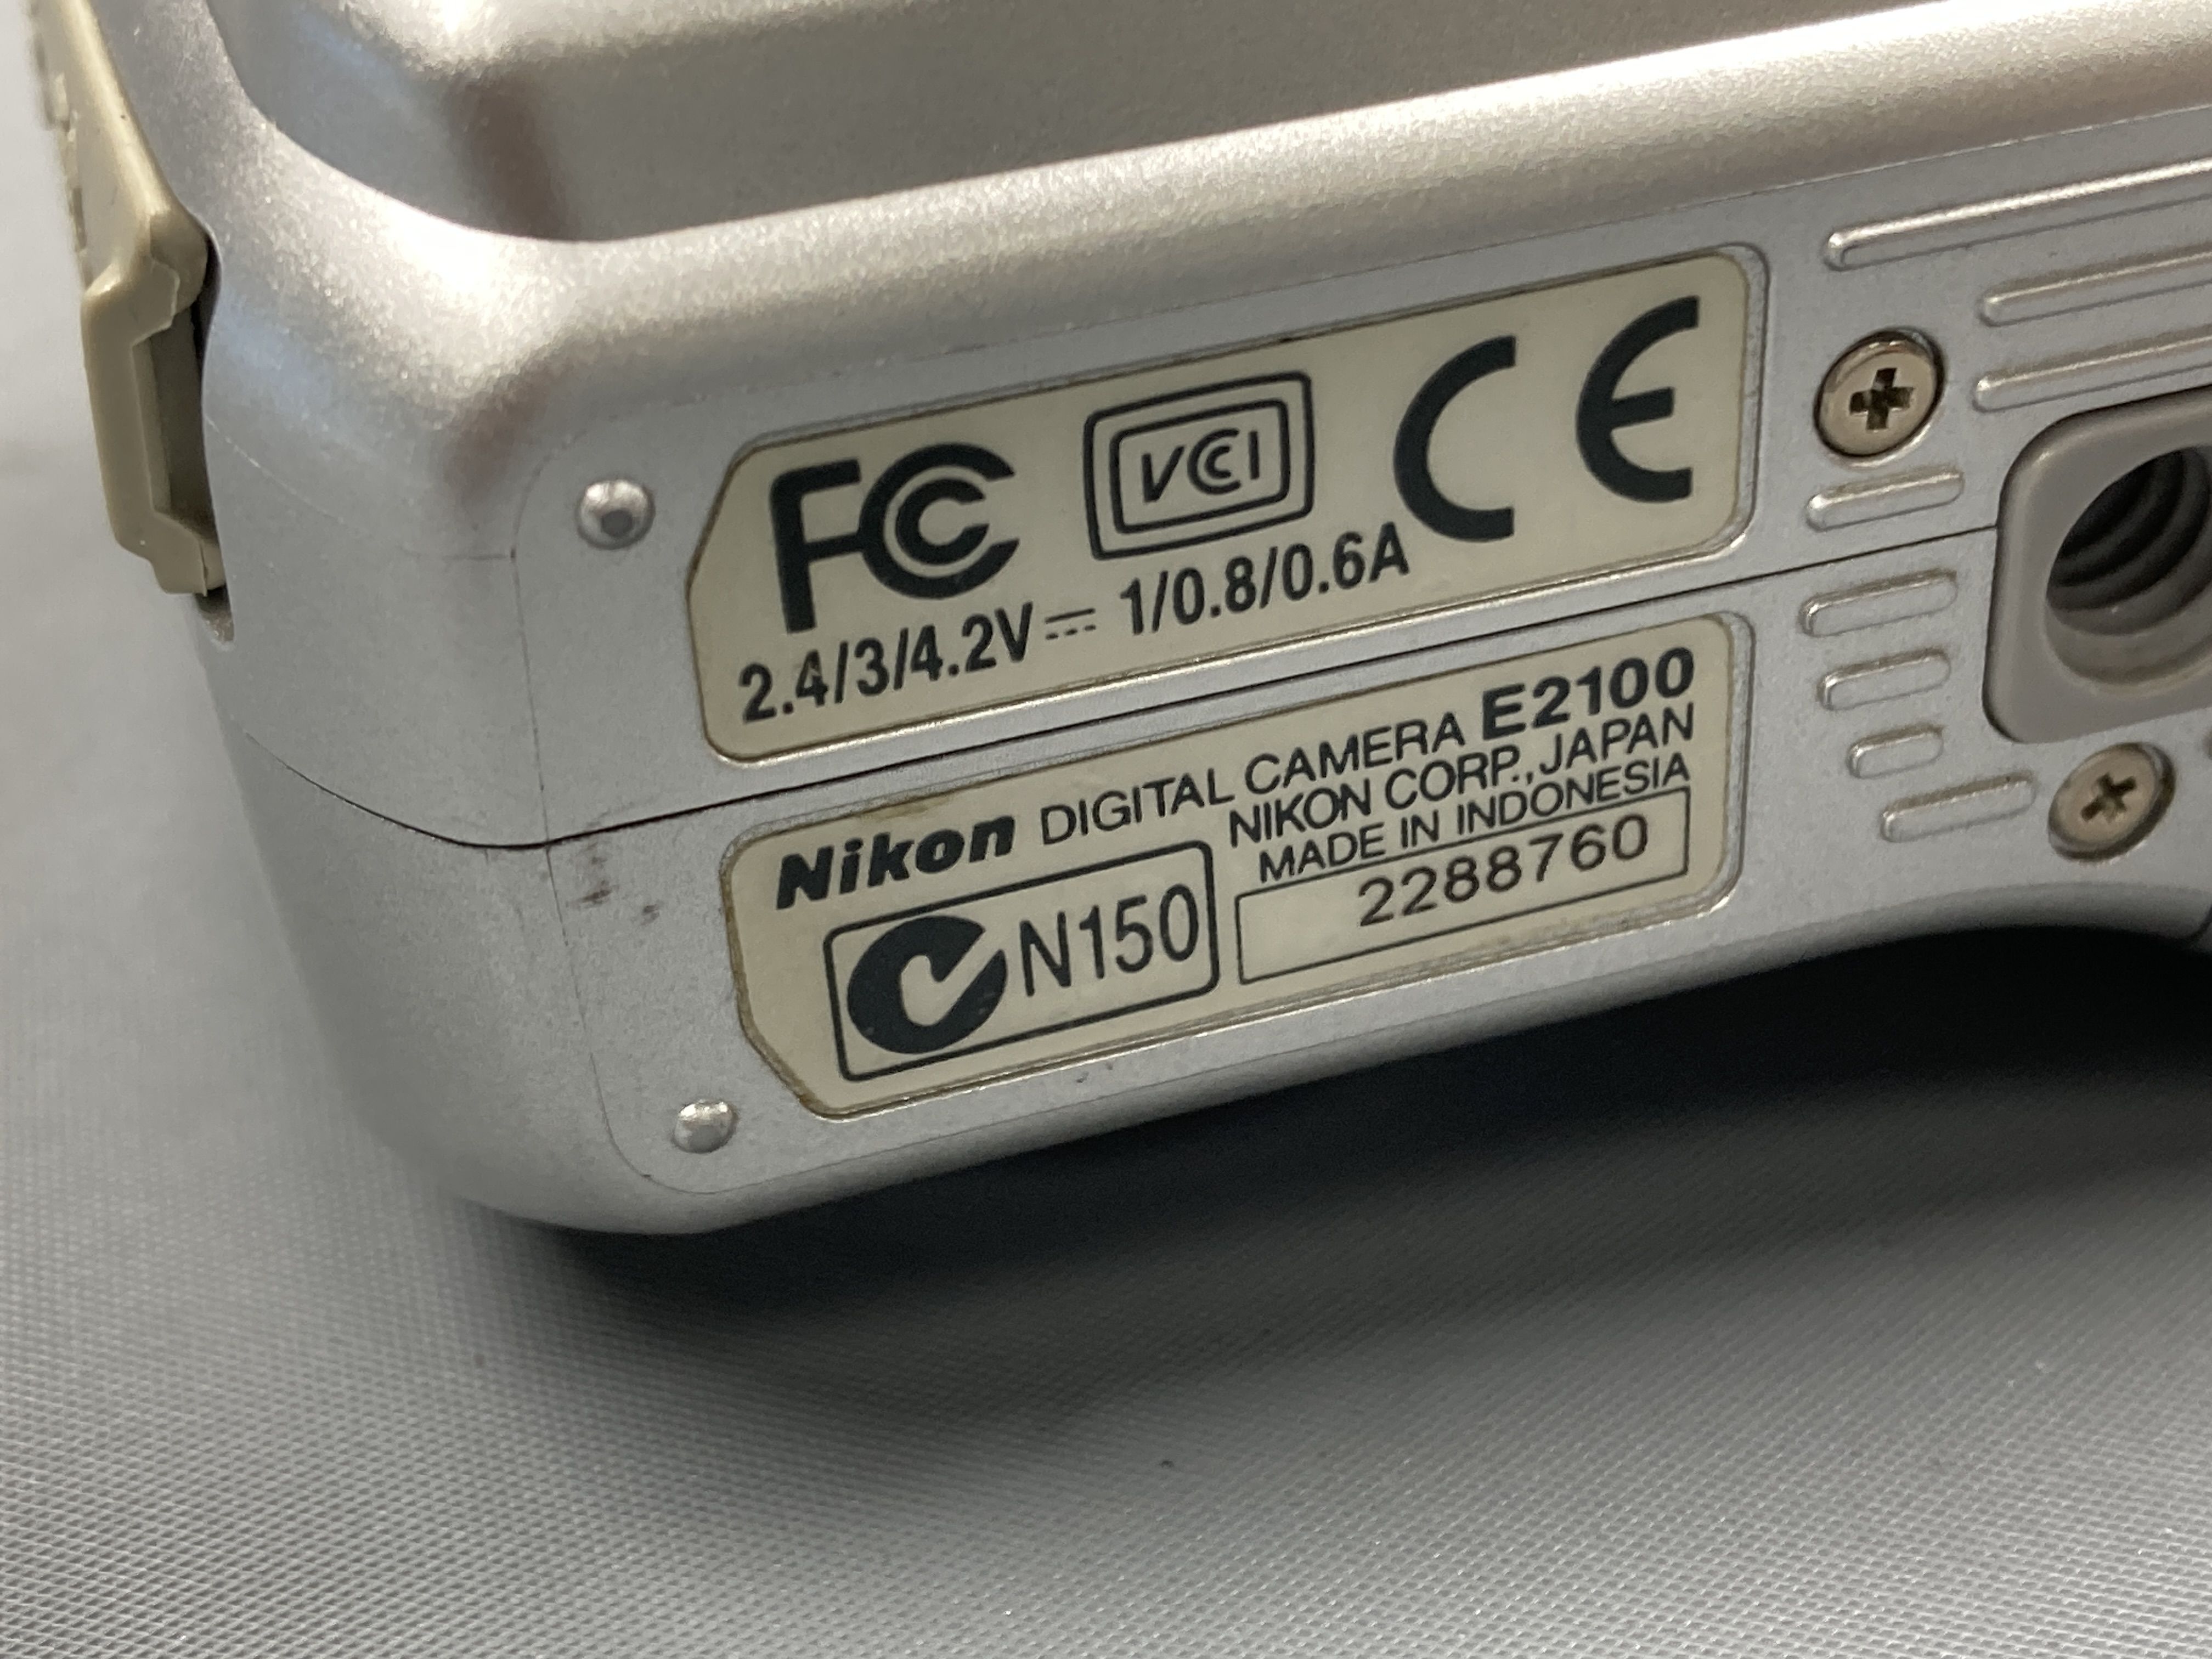 FC VCCI CE
2.4/3/4.2V⎓ 1/0.8/0.6A
Nikon DIGITAL CAMERA E2100
NIKON CORP.,JAPAN
MADE IN INDONESIA
N150
2288760